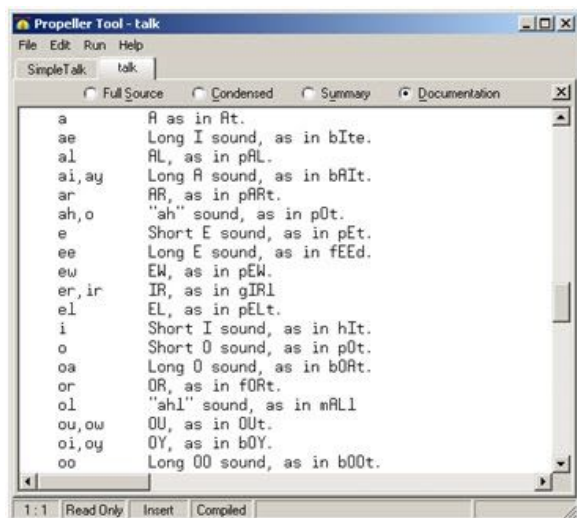 Propeller Tool - talk
File Edit Run Help
SimpleTalk talk
Full Source Condensed Summary Documentation
a A as in At.
ae Long I sound, as in bIte.
al AL, as in pAL.
ai,ay Long A sound, as in bAIt.
ar AR, as in pARt.
ah,o "ah" sound, as in pOt.
e Short E sound, as in pEt.
ee Long E sound, as in fEEd.
ew EW, as in pEW.
er,ir IR, as in gIRl
el EL, as in pELt.
i Short I sound, as in hIt.
o Short O sound, as in pOt.
oa Long O sound, as in bOAt.
or OR, as in fORt.
ol "ahl" sound, as in mALl
ou,ow OU, as in OUt.
oi,oy OY, as in bOY.
oo Long OO sound, as in bOOt.
1 : 1 Read Only Insert Compiled